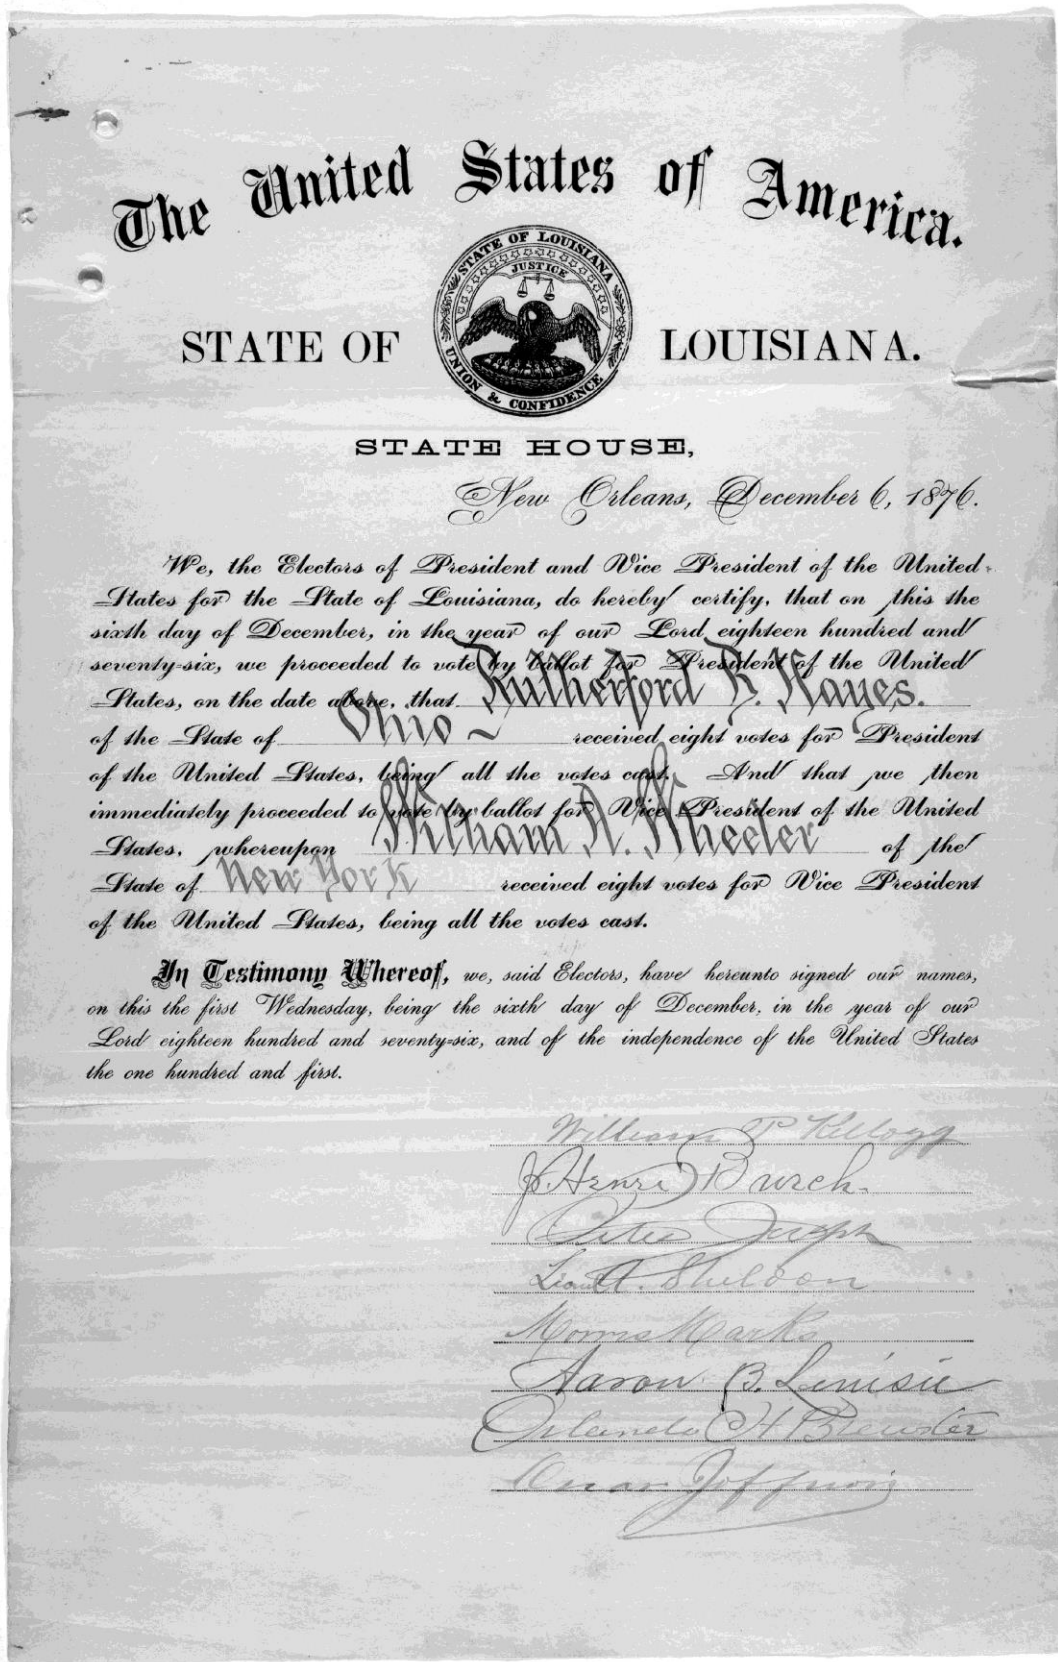 The United States of America.
STATE OF LOUISIANA
JUSTICE
UNION & CONFIDENCE
STATE OF LOUISIANA.
STATE HOUSE,
New Orleans, December 6, 1876.
We, the Electors of President and Vice President of the United
States for the State of Louisiana, do hereby certify, that on this the
sixth day of December, in the year of our Lord eighteen hundred and
seventy-six, we proceeded to vote by ballot for President of the United
States, on the date above, that Rutherford B. Hayes.
of the State of Ohio received eight votes for President
of the United States, being all the votes cast. And that we then
immediately proceeded to vote by ballot for Vice President of the United
States, whereupon William A. Wheeler of the
State of New York received eight votes for Vice President
of the United States, being all the votes cast.
In Testimony Whereof, we, said Electors, have hereunto signed our names,
on this the first Wednesday, being the sixth day of December, in the year of our
Lord eighteen hundred and seventy-six, and of the independence of the United States
the one hundred and first.
William P Kellogg
J. Henri Burch.
Peter Joseph
A. Sheldon
Morris Marks
Aaron B. Levisee
Orlando H Brewster
Oscar Joffrion